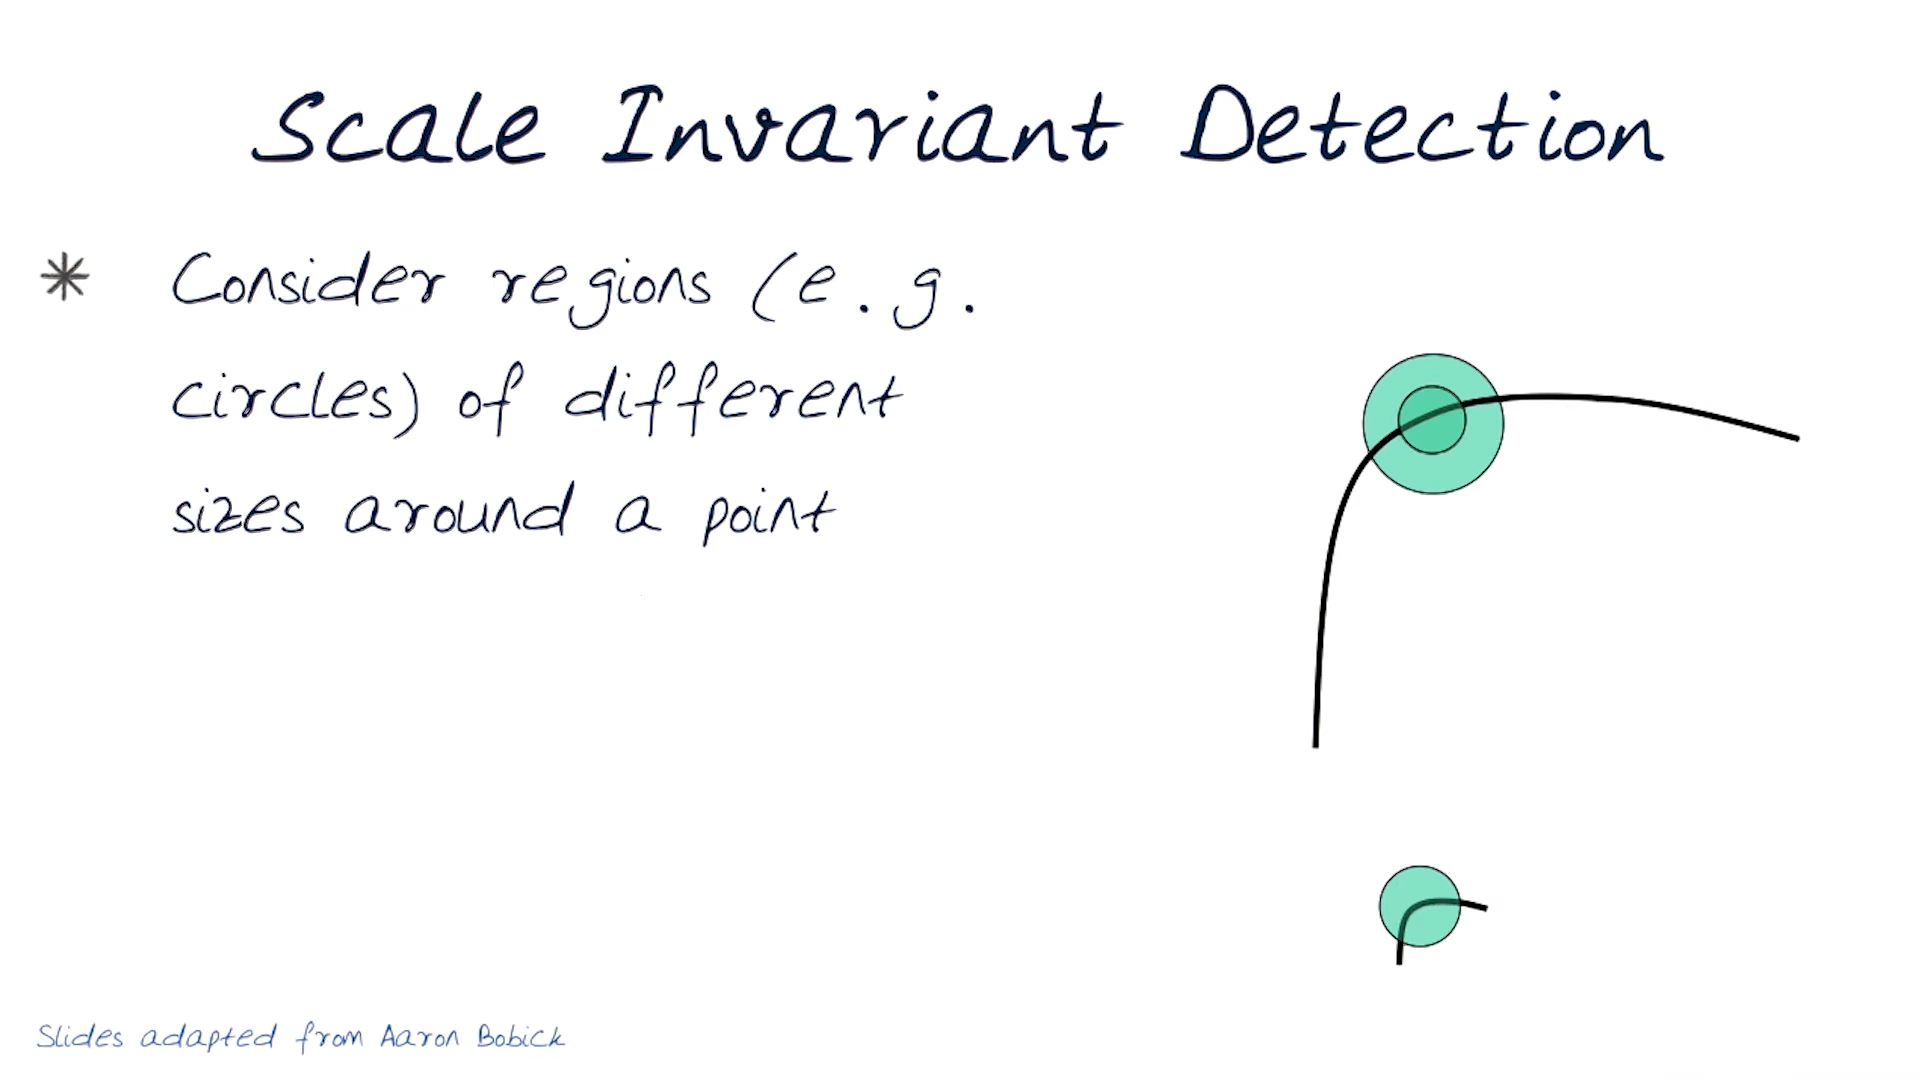 Scale Invariant Detection
* Consider regions (e.g.
circles) of different
sizes around a point
Slides adapted from Aaron Bobick